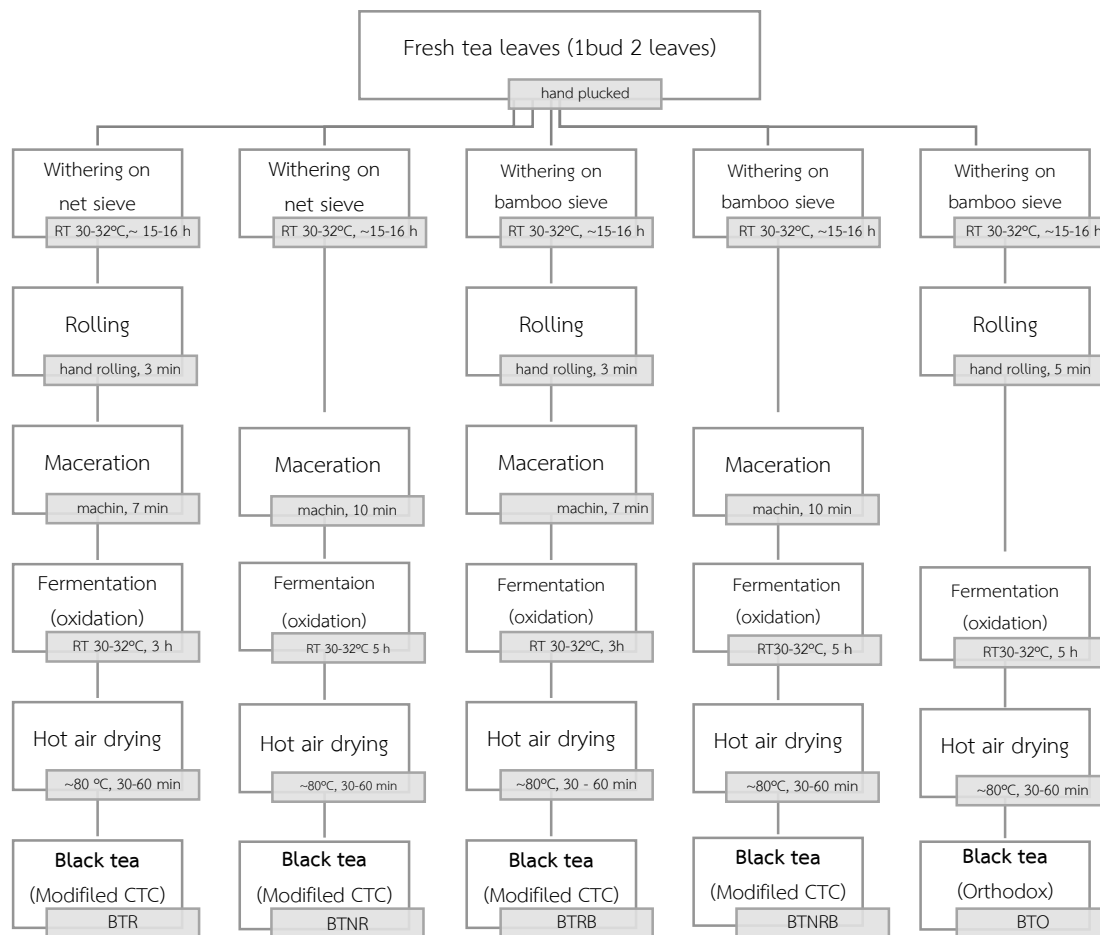 Fresh tea leaves (1bud 2 leaves)
hand plucked
Withering on
net sieve
RT 30-32ºC,~ 15-16 h
Rolling
hand rolling, 3 min
Maceration
machin, 7 min
Fermentation
(oxidation)
RT 30-32ºC, 3 h
Hot air drying
~80 ºC, 30-60 min
Black tea
(Modifiled CTC)
BTR
Withering on
net sieve
RT 30-32ºC, ~15-16 h
Maceration
machin, 10 min
Fermentaion
(oxidation)
RT 30-32ºC 5 h
Hot air drying
~80ºC, 30-60 min
Black tea
(Modifiled CTC)
BTNR
Withering on
bamboo sieve
RT 30-32ºC, ~15-16 h
Rolling
hand rolling, 3 min
Maceration
machin, 7 min
Fermentation
(oxidation)
RT 30-32ºC, 3h
Hot air drying
~80ºC, 30 - 60 min
Black tea
(Modifiled CTC)
BTRB
Withering on
bamboo sieve
RT 30-32ºC, ~15-16 h
Maceration
machin, 10 min
Fermentation
(oxidation)
RT30-32ºC, 5 h
Hot air drying
~80ºC, 30-60 min
Black tea
(Modifiled CTC)
BTNRB
Withering on
bamboo sieve
RT 30-32ºC, ~15-16 h
Rolling
hand rolling, 5 min
Fermentation
(oxidation)
RT30-32ºC, 5 h
Hot air drying
~80ºC, 30-60 min
Black tea
(Orthodox)
BTO